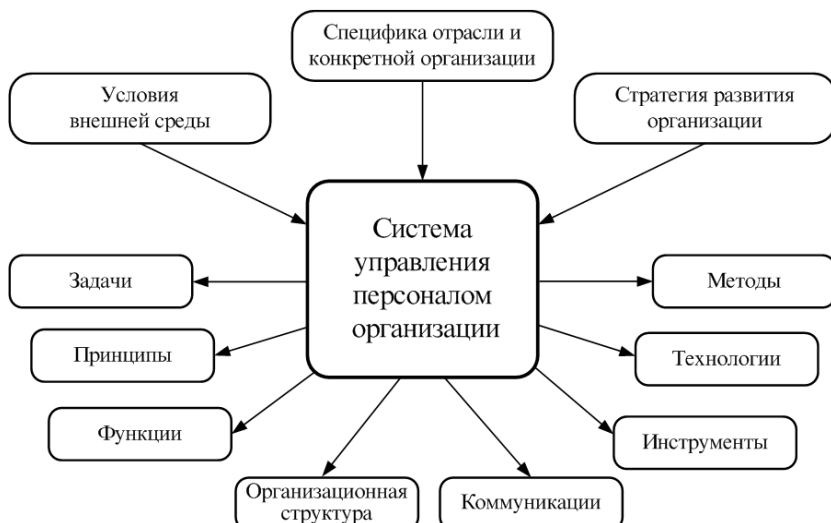 Специфика отрасли и
конкретной организации
Условия
внешней среды
Стратегия развития
организации
Система
управления
персоналом
организации
Задачи
Методы
Принципы
Технологии
Функции
Инструменты
Организационная
структура
Коммуникации